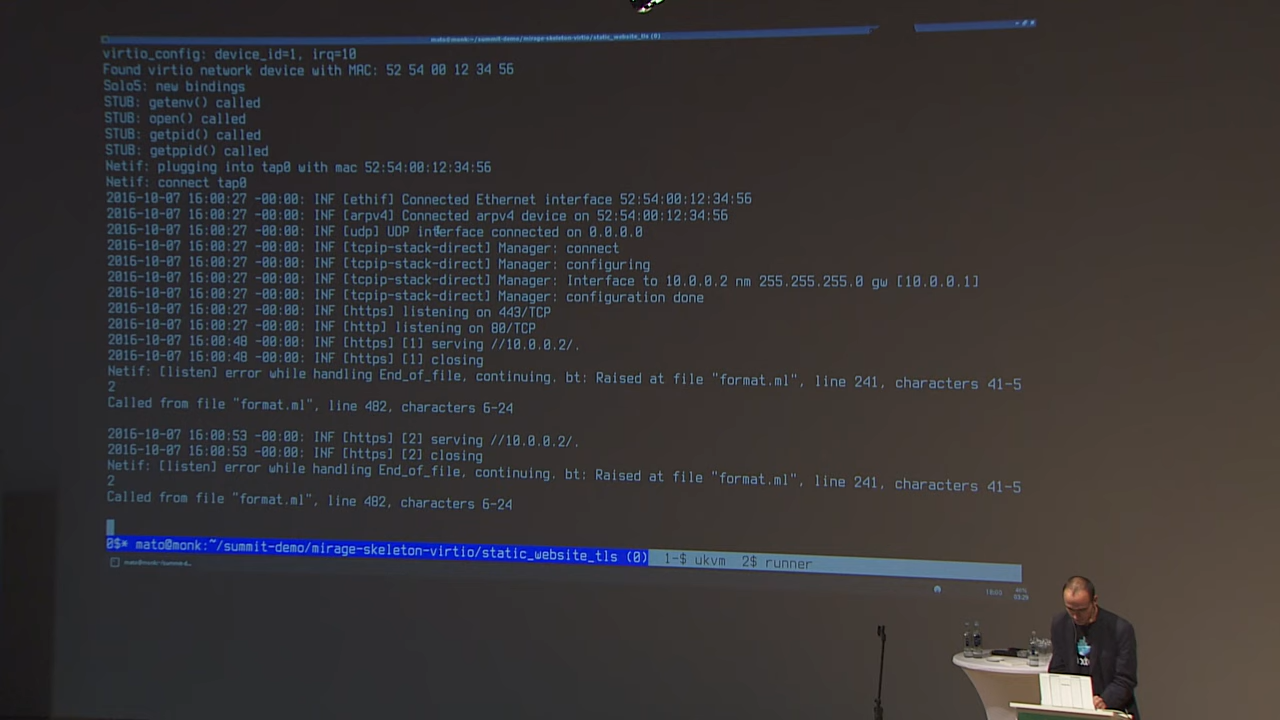 mato@monk:~/summit-demo/mirage-skeleton-virtio/static_website_tls (0)
virtio_config: device_id=1, irq=10
Found virtio network device with MAC: 52 54 00 12 34 56
Solo5: new bindings
STUB: getenv() called
STUB: open() called
STUB: getpid() called
STUB: getppid() called
Netif: plugging into tap0 with mac 52:54:00:12:34:56
Netif: connect tap0
2016-10-07 16:00:27 -00:00: INF [ethif] Connected Ethernet interface 52:54:00:12:34:56
2016-10-07 16:00:27 -00:00: INF [arpv4] Connected arpv4 device on 52:54:00:12:34:56
2016-10-07 16:00:27 -00:00: INF [udp] UDP interface connected on 0.0.0.0
2016-10-07 16:00:27 -00:00: INF [tcpip-stack-direct] Manager: connect
2016-10-07 16:00:27 -00:00: INF [tcpip-stack-direct] Manager: configuring
2016-10-07 16:00:27 -00:00: INF [tcpip-stack-direct] Manager: Interface to 10.0.0.2 nm 255.255.255.0 gw [10.0.0.1]
2016-10-07 16:00:27 -00:00: INF [tcpip-stack-direct] Manager: configuration done
2016-10-07 16:00:27 -00:00: INF [https] listening on 443/TCP
2016-10-07 16:00:27 -00:00: INF [http] listening on 80/TCP
2016-10-07 16:00:48 -00:00: INF [https] [1] serving //10.0.0.2/.
2016-10-07 16:00:48 -00:00: INF [https] [1] closing
Netif: [listen] error while handling End_of_file, continuing. bt: Raised at file "format.ml", line 241, characters 41-5
2
Called from file "format.ml", line 482, characters 6-24
2016-10-07 16:00:53 -00:00: INF [https] [2] serving //10.0.0.2/.
2016-10-07 16:00:53 -00:00: INF [https] [2] closing
Netif: [listen] error while handling End_of_file, continuing. bt: Raised at file "format.ml", line 241, characters 41-5
2
Called from file "format.ml", line 482, characters 6-24
0$* mato@monk:~/summit-demo/mirage-skeleton-virtio/static_website_tls (0) 1-$ ukvm 2$ runner